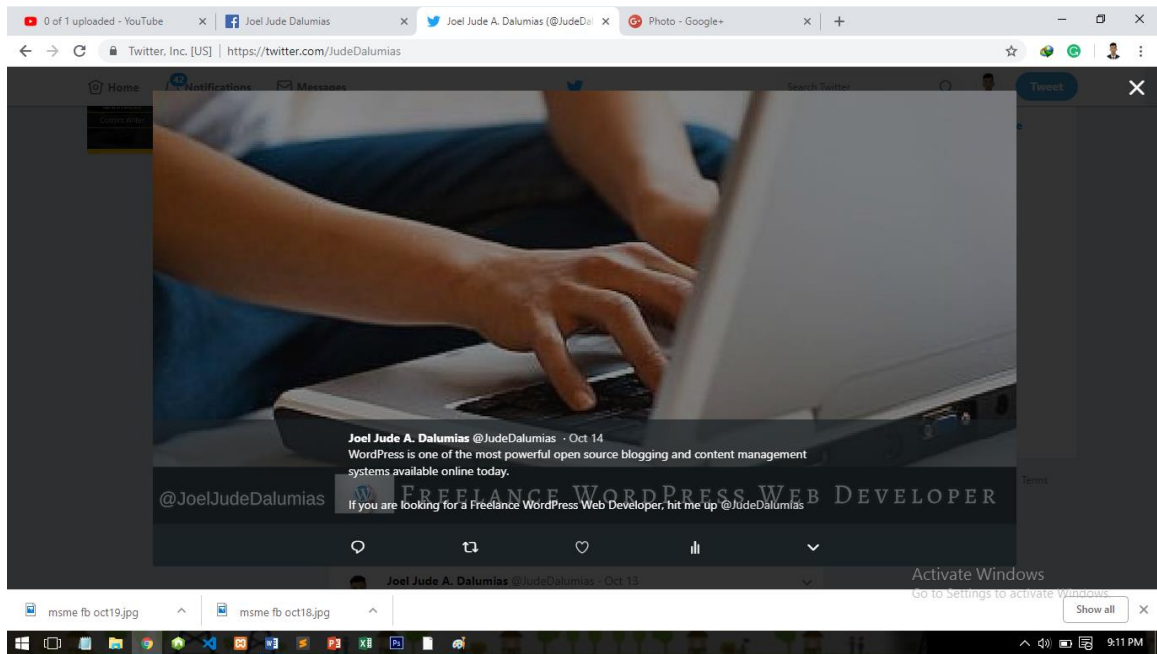 0 of 1 uploaded - YouTube
Joel Jude Dalumias
Joel Jude A. Dalumias (@JudeDal
Photo - Google+
Twitter, Inc. [US] | https://twitter.com/JudeDalumias
Home
42
Notifications
Messages
Search Twitter
Tweet
Content Writer
Terms
Joel Jude A. Dalumias @JudeDalumias · Oct 14
WordPress is one of the most powerful open source blogging and content management
systems available online today.
@JoelJudeDalumias
FREELANCE WORDPRESS WEB DEVELOPER
If you are looking for a Freelance WordPress Web Developer, hit me up @JudeDalumias
Joel Jude A. Dalumias @JudeDalumias · Oct 13
Activate Windows
Go to Settings to activate Windows.
msme fb oct19.jpg
msme fb oct18.jpg
Show all
9:11 PM